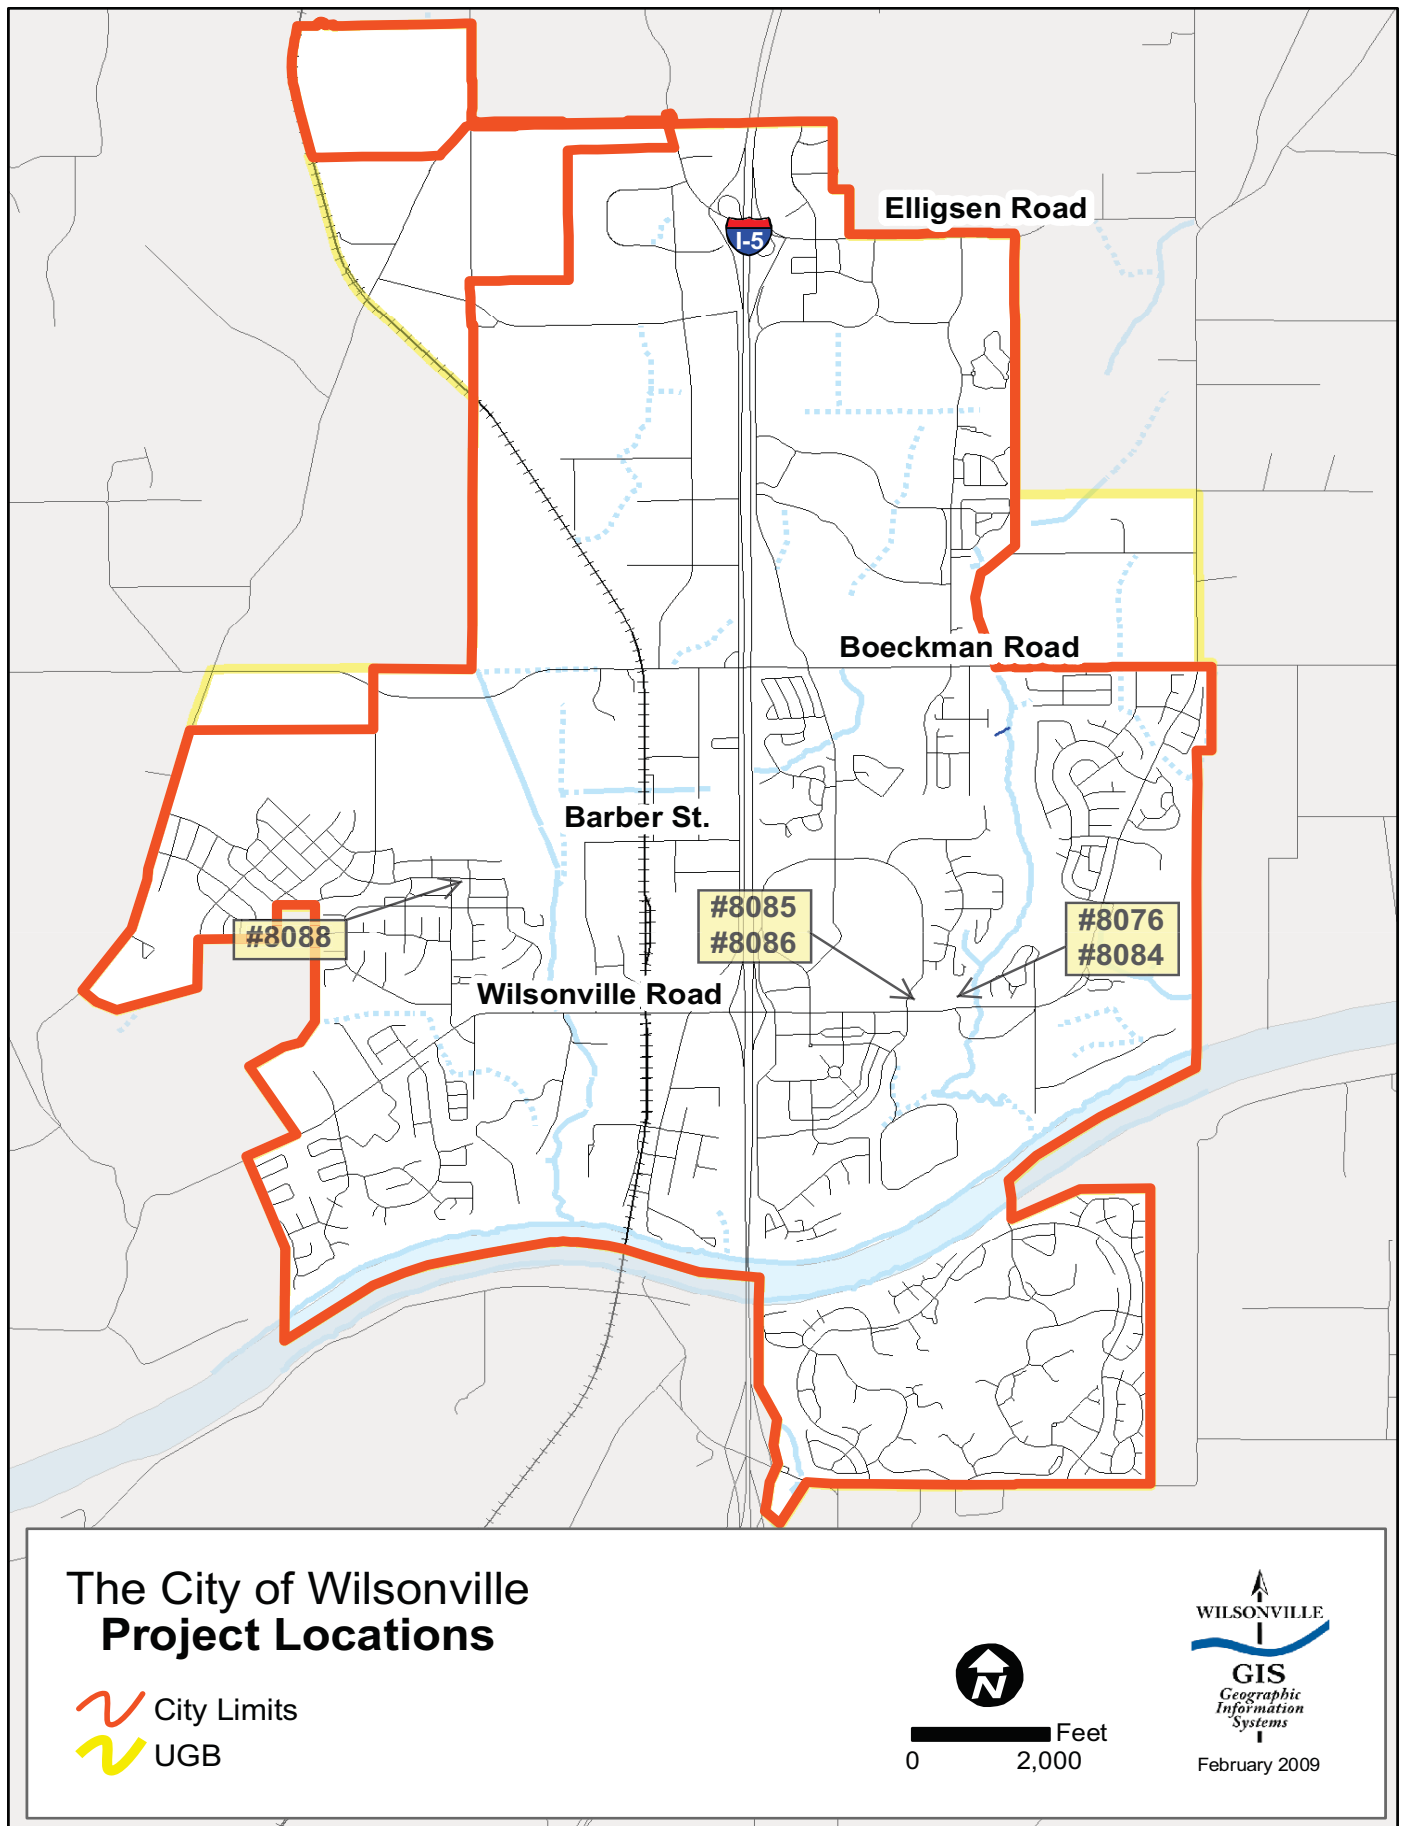 Elligsen Road
I-5
Boeckman Road
Barber St.
#8085
#8086
#8076
#8084
#8088
Wilsonville Road
The City of Wilsonville
Project Locations
City Limits
UGB
N
Feet
0 2,000
WILSONVILLE
GIS
Geographic
Information
Systems
February 2009